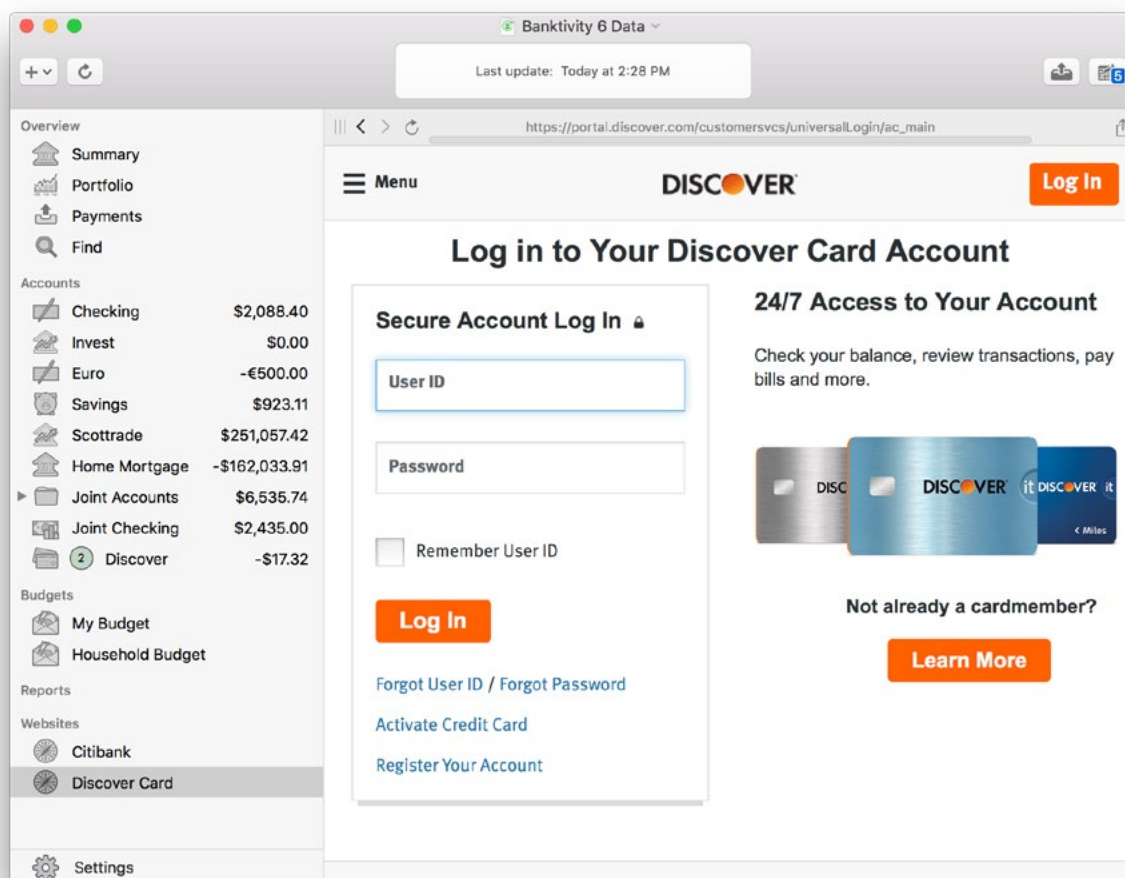 Banktivity 6 Data
Last update: Today at 2:28 PM
5
Overview
Summary
Portfolio
Payments
Find
Accounts
Checking $2,088.40
Invest $0.00
Euro -€500.00
Savings $923.11
Scottrade $251,057.42
Home Mortgage -$162,033.91
Joint Accounts $6,535.74
Joint Checking $2,435.00
2 Discover -$17.32
Budgets
My Budget
Household Budget
Reports
Websites
Citibank
Discover Card
Settings
https://portal.discover.com/customersvcs/universalLogin/ac_main
Menu
DISCOVER
Log In
Log in to Your Discover Card Account
Secure Account Log In
User ID
Password
Remember User ID
Log In
Forgot User ID / Forgot Password
Activate Credit Card
Register Your Account
24/7 Access to Your Account
Check your balance, review transactions, pay
bills and more.
DISC DISCOVER it DISCOVER it
Miles
Not already a cardmember?
Learn More